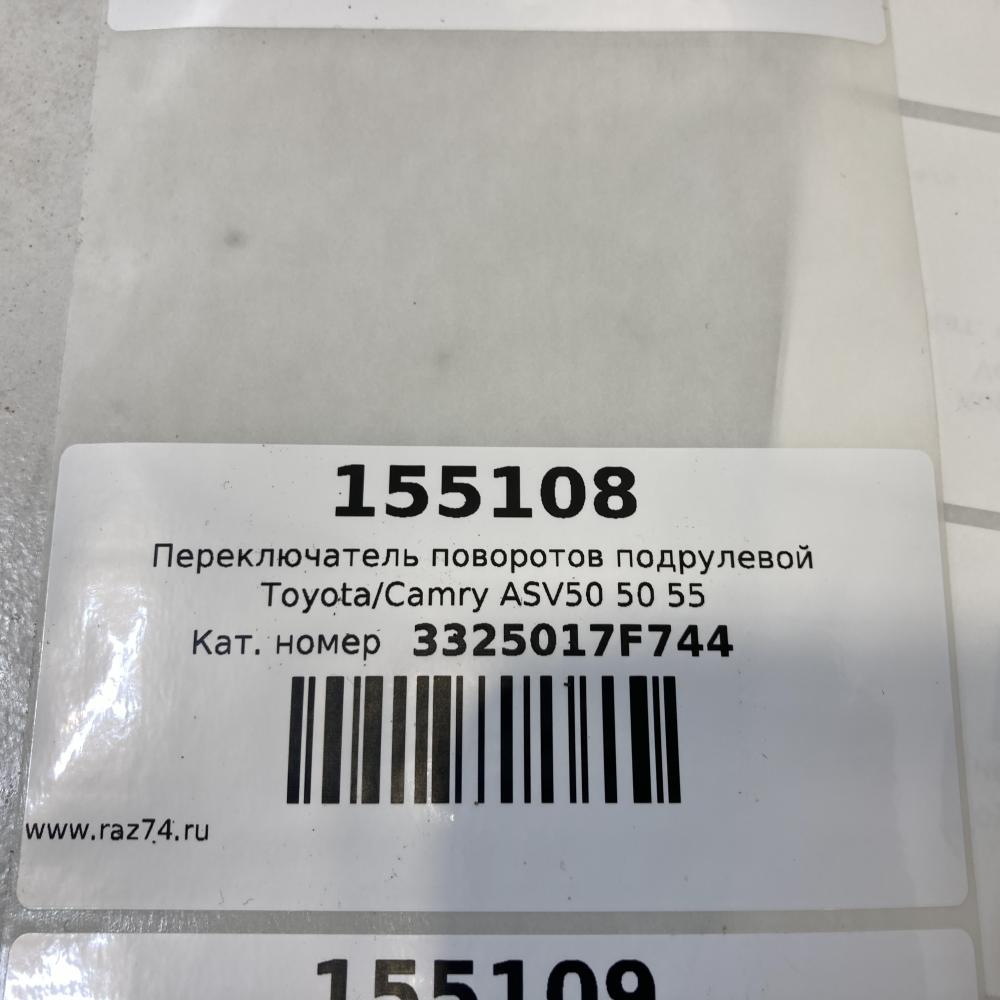 155108
Переключатель поворотов подрулевой
Toyota/Camry ASV50 50 55
Кат. номер 3325017F744
www.raz74.ru
155109